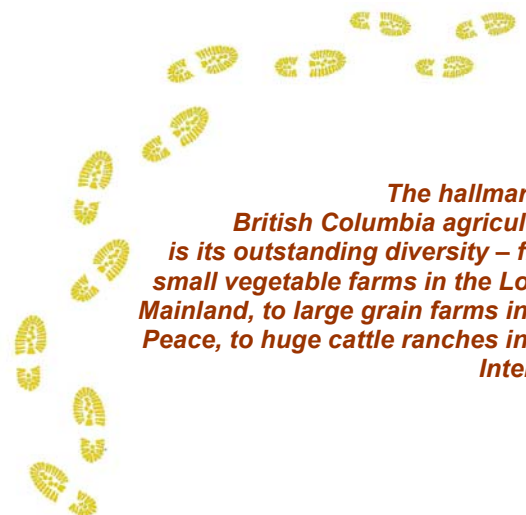 The hallmar
British Columbia agricul
is its outstanding diversity – f
small vegetable farms in the Lo
Mainland, to large grain farms in
Peace, to huge cattle ranches in
Inte